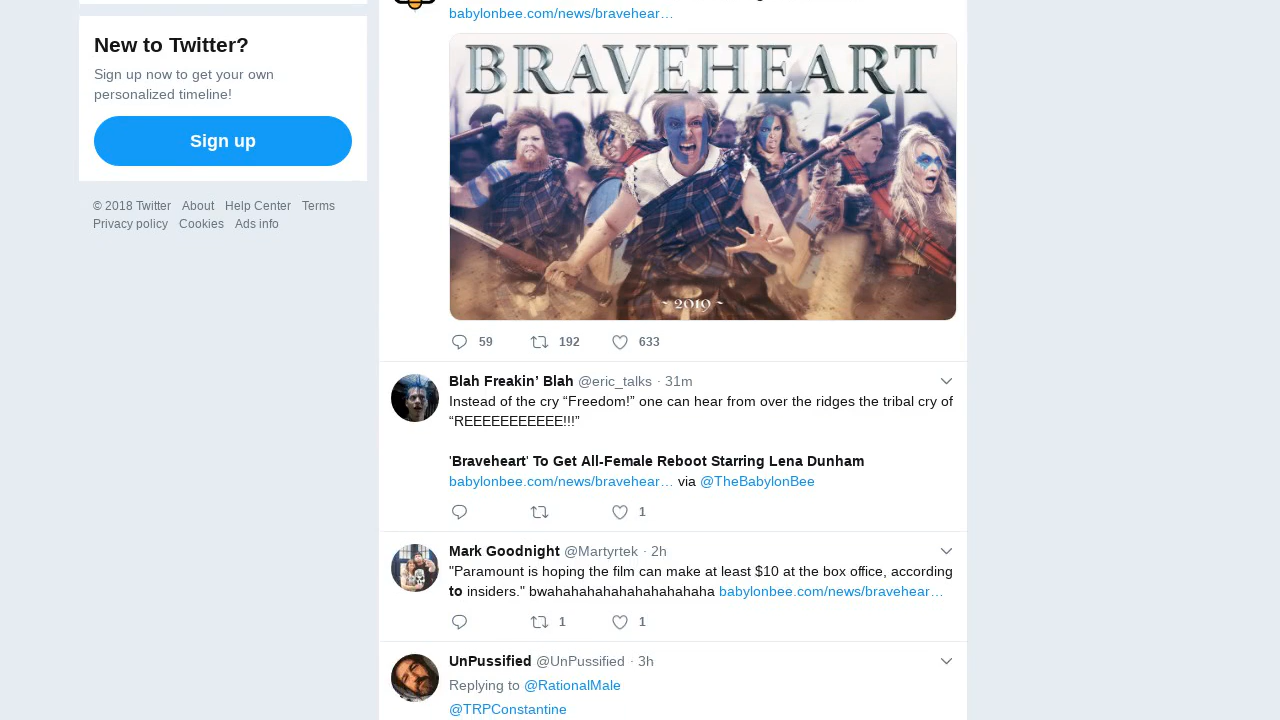 New to Twitter?
Sign up now to get your own
personalized timeline!
Sign up
© 2018 Twitter About Help Center Terms
Privacy policy Cookies Ads info
babylonbee.com/news/bravehear…
BRAVEHEART
~ 2019 ~
59 192 633
Blah Freakin’ Blah @eric_talks · 31m
Instead of the cry “Freedom!” one can hear from over the ridges the tribal cry of
“REEEEEEEEEEE!!!”
'Braveheart' To Get All-Female Reboot Starring Lena Dunham
babylonbee.com/news/bravehear… via @TheBabylonBee
1
Mark Goodnight @Martyrtek · 2h
"Paramount is hoping the film can make at least $10 at the box office, according
to insiders." bwahahahahahahahahaha babylonbee.com/news/bravehear…
1 1
UnPussified @UnPussified · 3h
Replying to @RationalMale
@TRPConstantine